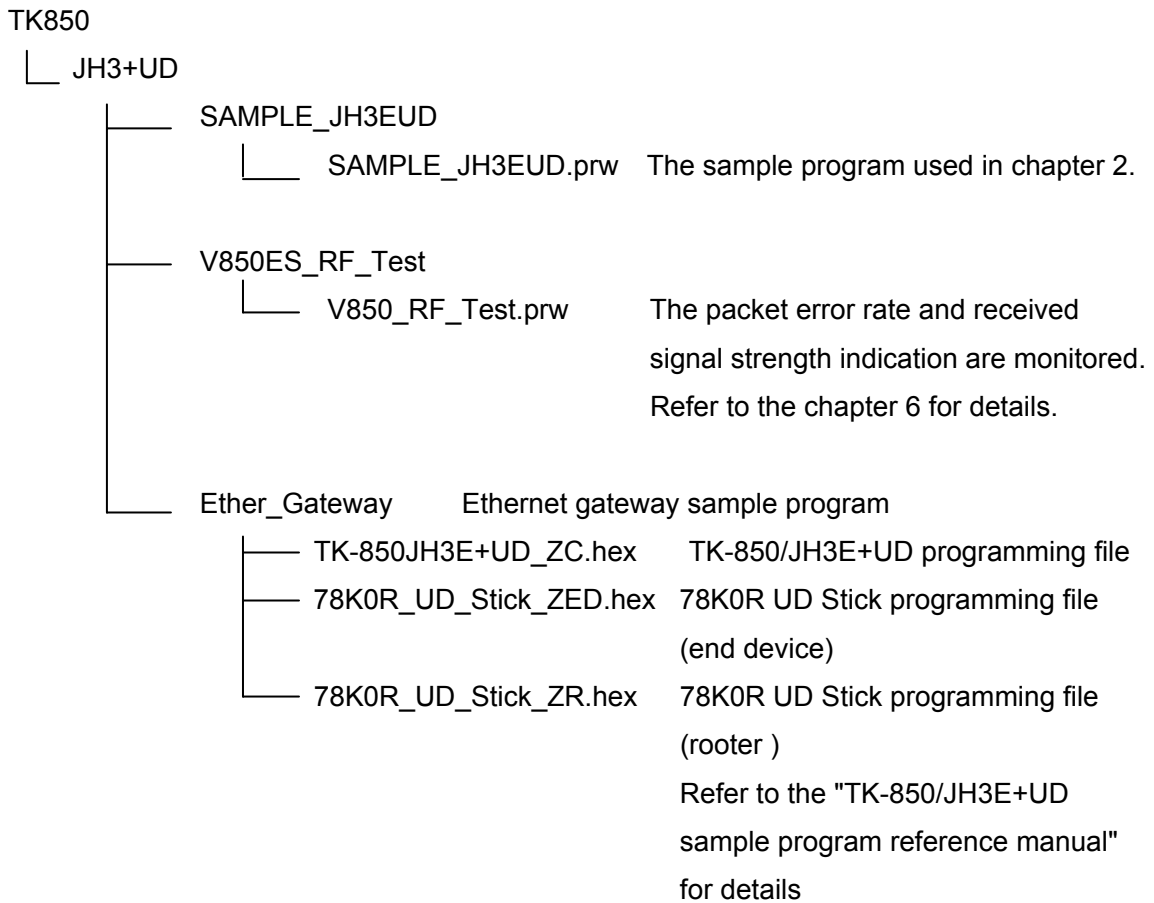 TK850
JH3+UD
SAMPLE_JH3EUD
SAMPLE_JH3EUD.prw The sample program used in chapter 2.
V850ES_RF_Test
V850_RF_Test.prw The packet error rate and received
signal strength indication are monitored.
Refer to the chapter 6 for details.
Ether_Gateway Ethernet gateway sample program
TK-850JH3E+UD_ZC.hex TK-850/JH3E+UD programming file
78K0R_UD_Stick_ZED.hex 78K0R UD Stick programming file
(end device)
78K0R_UD_Stick_ZR.hex 78K0R UD Stick programming file
(rooter )
Refer to the "TK-850/JH3E+UD
sample program reference manual"
for details